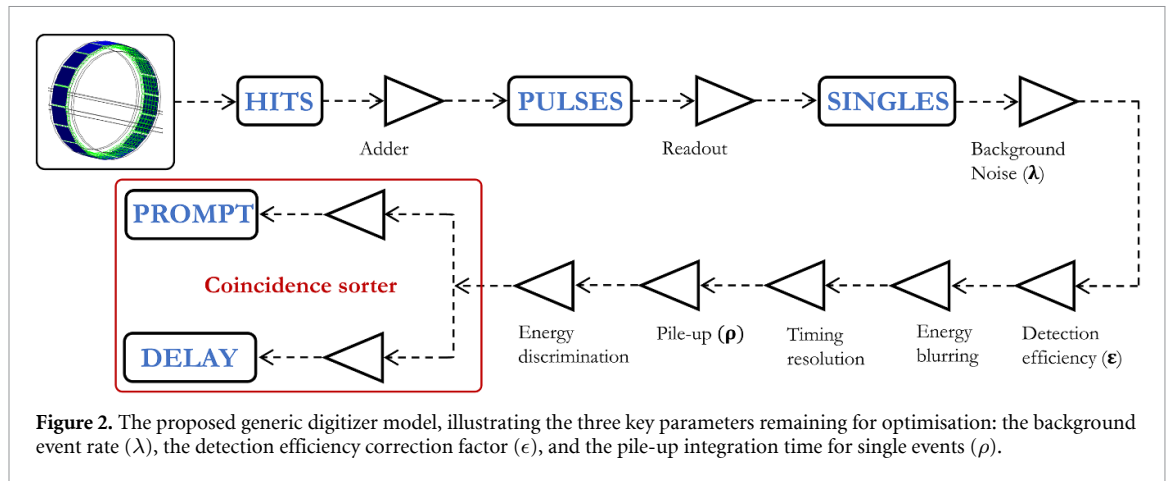 HITS
PULSES
SINGLES
Adder
Readout
Background
Noise (λ)
PROMPT
Coincidence sorter
DELAY
Energy
discrimination
Pile-up (ρ)
Timing
resolution
Energy
blurring
Detection
efficiency (ε)
Figure 2. The proposed generic digitizer model, illustrating the three key parameters remaining for optimisation: the background
event rate (λ), the detection efficiency correction factor (ϵ), and the pile-up integration time for single events (ρ).